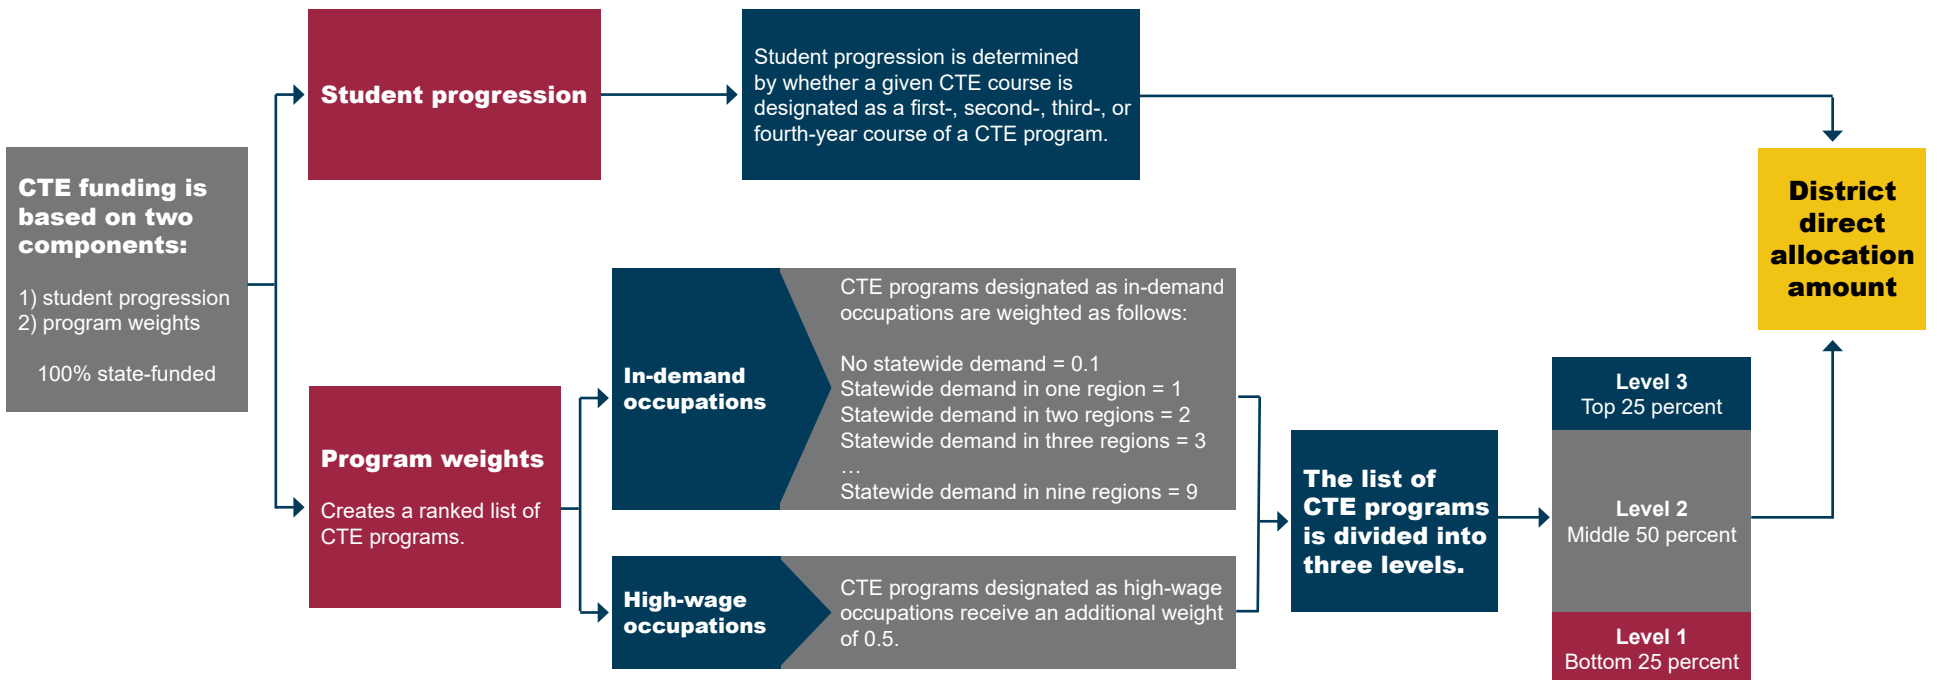 CTE funding is
based on two
components:
1) student progression
2) program weights
100% state-funded
Student progression
Student progression is determined
by whether a given CTE course is
designated as a first-, second-, third-, or
fourth-year course of a CTE program.
Program weights
Creates a ranked list of
CTE programs.
In-demand
occupations
CTE programs designated as in-demand
occupations are weighted as follows:
No statewide demand = 0.1
Statewide demand in one region = 1
Statewide demand in two regions = 2
Statewide demand in three regions = 3
…
Statewide demand in nine regions = 9
High-wage
occupations
CTE programs designated as high-wage
occupations receive an additional weight
of 0.5.
The list of
CTE programs
is divided into
three levels.
Level 3
Top 25 percent
Level 2
Middle 50 percent
Level 1
Bottom 25 percent
District
direct
allocation
amount